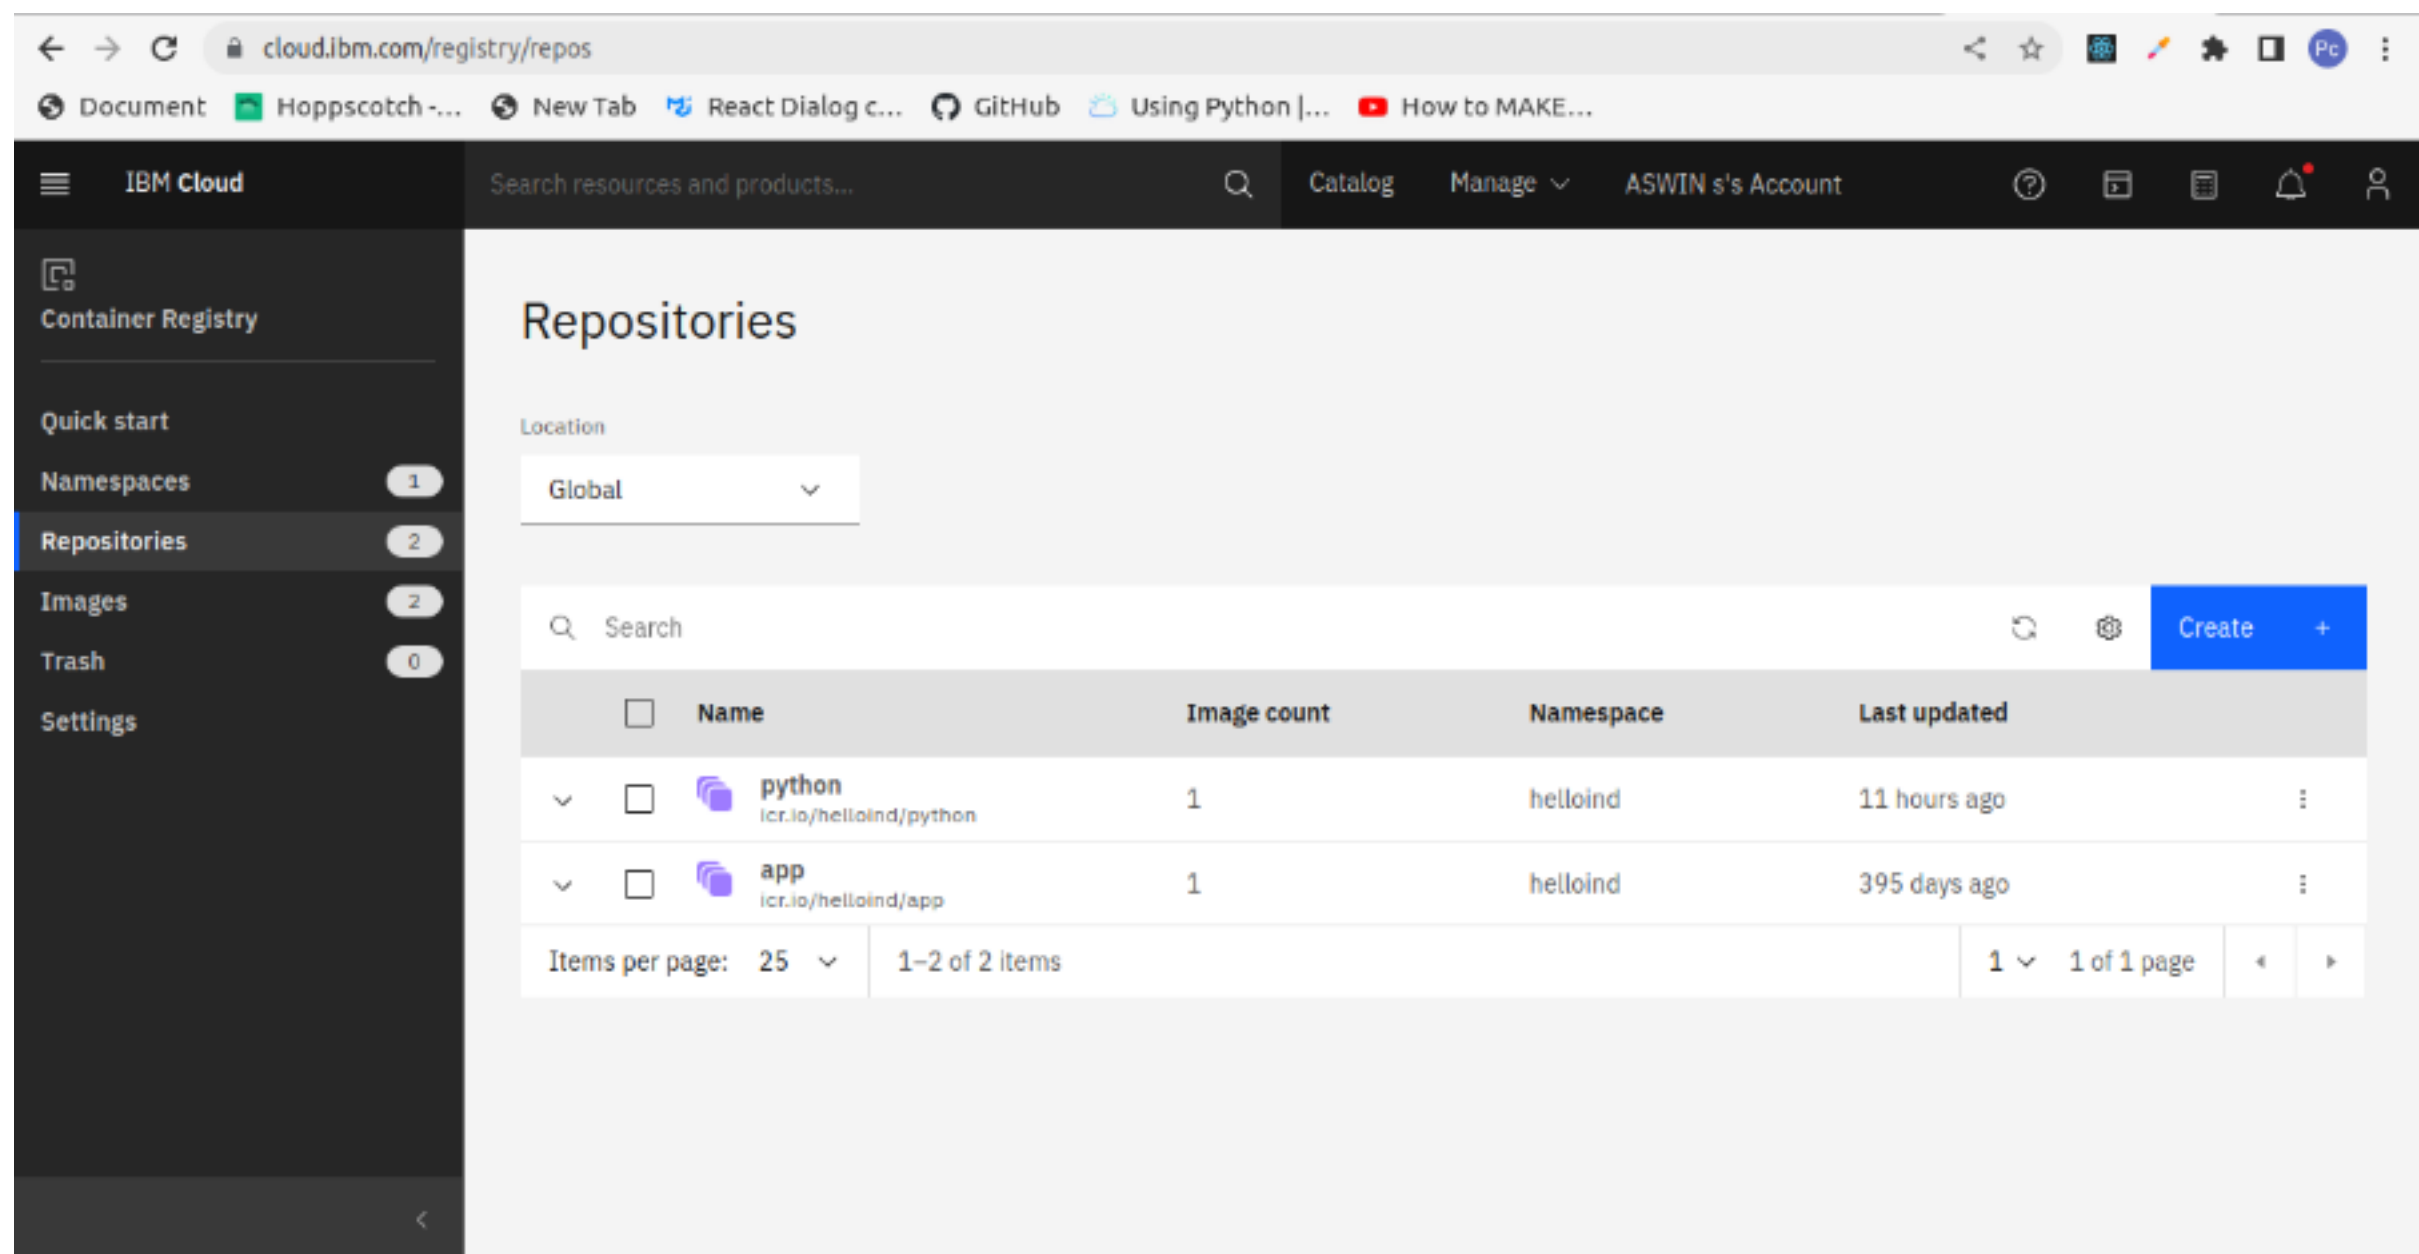 cloud.ibm.com/registry/repos
Pc
Document Hoppscotch -... New Tab React Dialog c... GitHub Using Python |... How to MAKE...
IBM Cloud Search resources and products... Catalog Manage ASWIN s's Account
Container Registry
Quick start
Namespaces 1
Repositories 2
Images 2
Trash 0
Settings
Repositories
Location
Global
Search Create +
Name Image count Namespace Last updated
python 1 helloind 11 hours ago
icr.io/helloind/python
app 1 helloind 395 days ago
icr.io/helloind/app
Items per page: 25 1–2 of 2 items 1 1 of 1 page